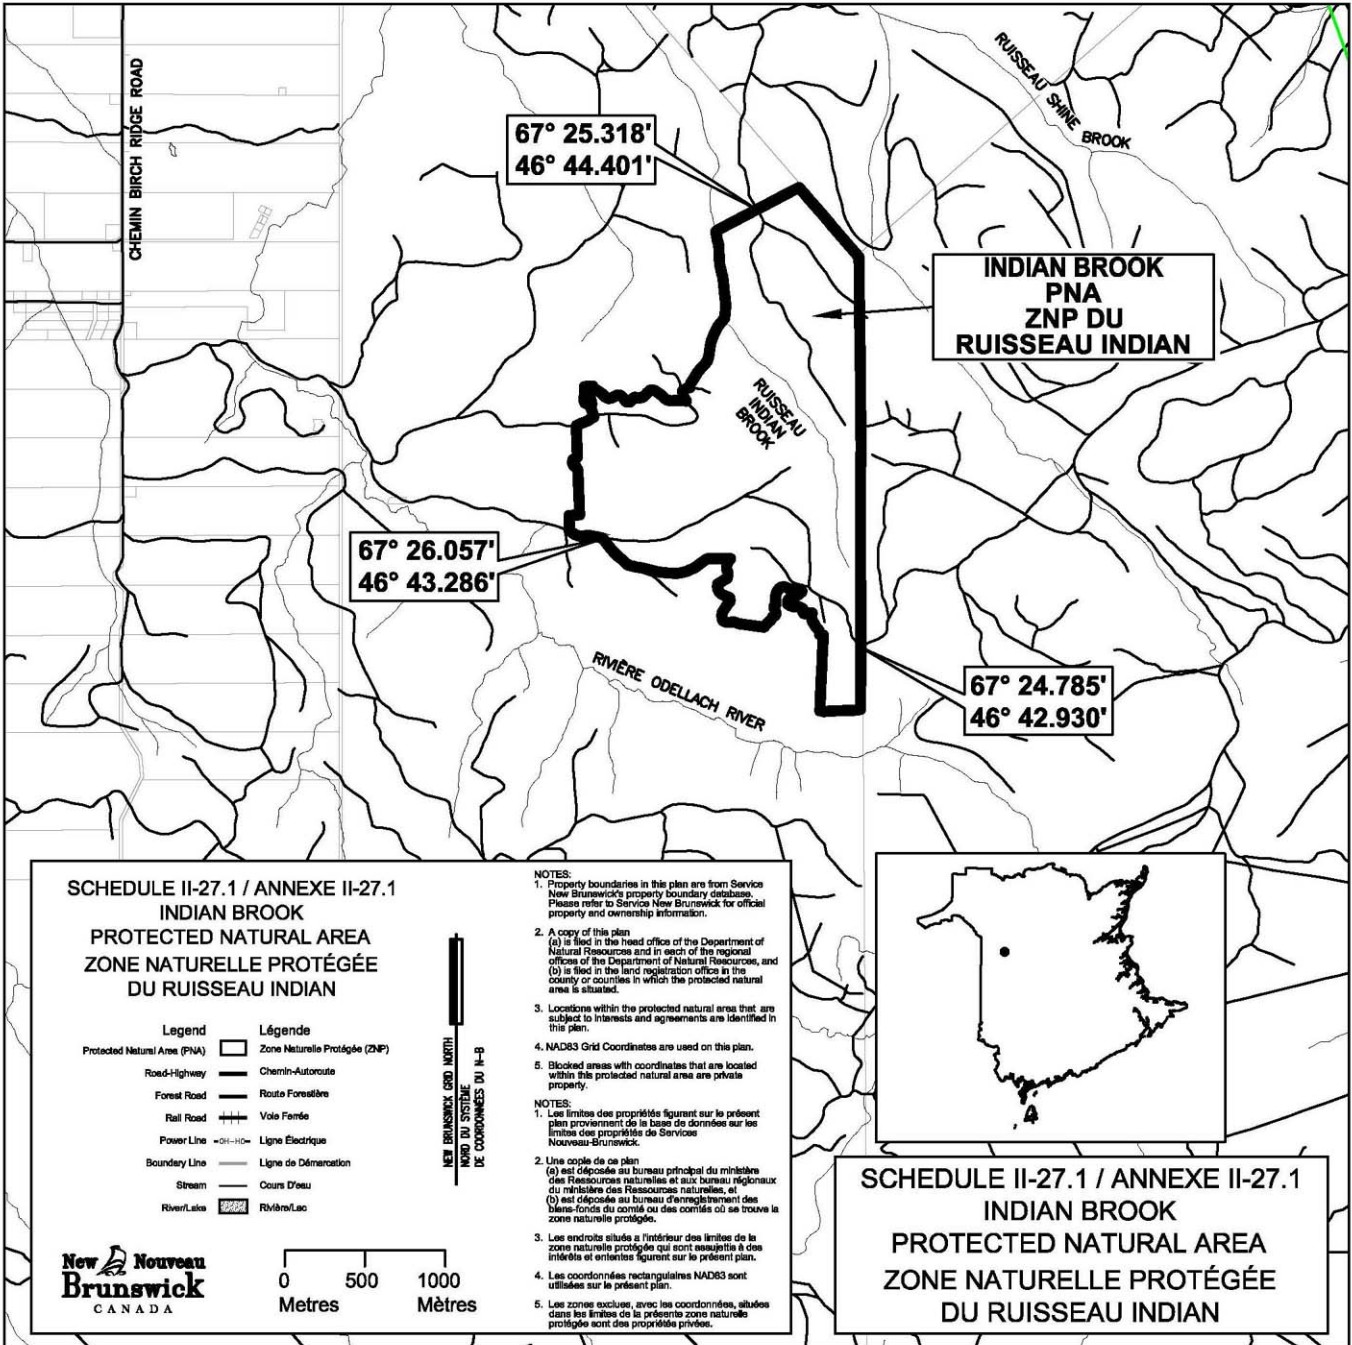 CHEMIN BIRCH RIDGE ROAD
RUISSEAU SHINE BROOK
67° 25.318'
46° 44.401'
INDIAN BROOK
PNA
ZNP DU
RUISSEAU INDIAN
RUISSEAU
INDIAN
BROOK
67° 26.057'
46° 43.286'
RIVIÈRE ODELLACH RIVER
67° 24.785'
46° 42.930'
SCHEDULE II-27.1 / ANNEXE II-27.1
INDIAN BROOK
PROTECTED NATURAL AREA
ZONE NATURELLE PROTÉGÉE
DU RUISSEAU INDIAN
Legend Légende
Protected Natural Area (PNA) Zone Naturelle Protégée (ZNP)
Road-Highway Chemin-Autoroute
Forest Road Route Forestière
Rail Road Voie Ferrée
Power Line -OH-HO- Ligne Électrique
Boundary Line Ligne de Démarcation
Stream Cours D'eau
River/Lake Rivière/Lac
New Nouveau
Brunswick
CANADA
0 500 1000
Metres Mètres
NEW BRUNSWICK GRID NORTH
NORD DU SYSTÈME
DE COORDONNÉES DU N-B
NOTES:
1. Property boundaries in this plan are from Service
New Brunswick's property boundary database.
Please refer to Service New Brunswick for official
property and ownership information.
2. A copy of this plan
(a) is filed in the head office of the Department of
Natural Resources and in each of the regional
offices of the Department of Natural Resources, and
(b) is filed in the land registration office in the
county or counties in which the protected natural
area is situated.
3. Locations within the protected natural area that are
subject to interests and agreements are identified in
this plan.
4. NAD83 Grid Coordinates are used on this plan.
5. Blocked areas with coordinates that are located
within this protected natural area are private
property.
NOTES:
1. Les limites des propriétés figurant sur le présent
plan proviennent de la base de données sur les
limites des propriétés de Services
Nouveau-Brunswick.
2. Une copie de ce plan
(a) est déposée au bureau principal du ministère
des Ressources naturelles et aux bureau régionaux
du ministère des Ressources naturelles, et
(b) est déposée au bureau d'enregistrement des
biens-fonds du comté ou des comtés où se trouve la
zone naturelle protégée.
3. Les endroits situés a l'intérieur des limites de la
zone naturelle protégée qui sont assujettis à des
intérêts et ententes figurent sur le présent plan.
4. Les coordonnées rectangulaires NAD83 sont
utilisées sur le présent plan.
5. Les zones exclues, avec les coordonnées, situées
dans les limites de la présente zone naturelle
protégée sont des propriétés privées.
SCHEDULE II-27.1 / ANNEXE II-27.1
INDIAN BROOK
PROTECTED NATURAL AREA
ZONE NATURELLE PROTÉGÉE
DU RUISSEAU INDIAN